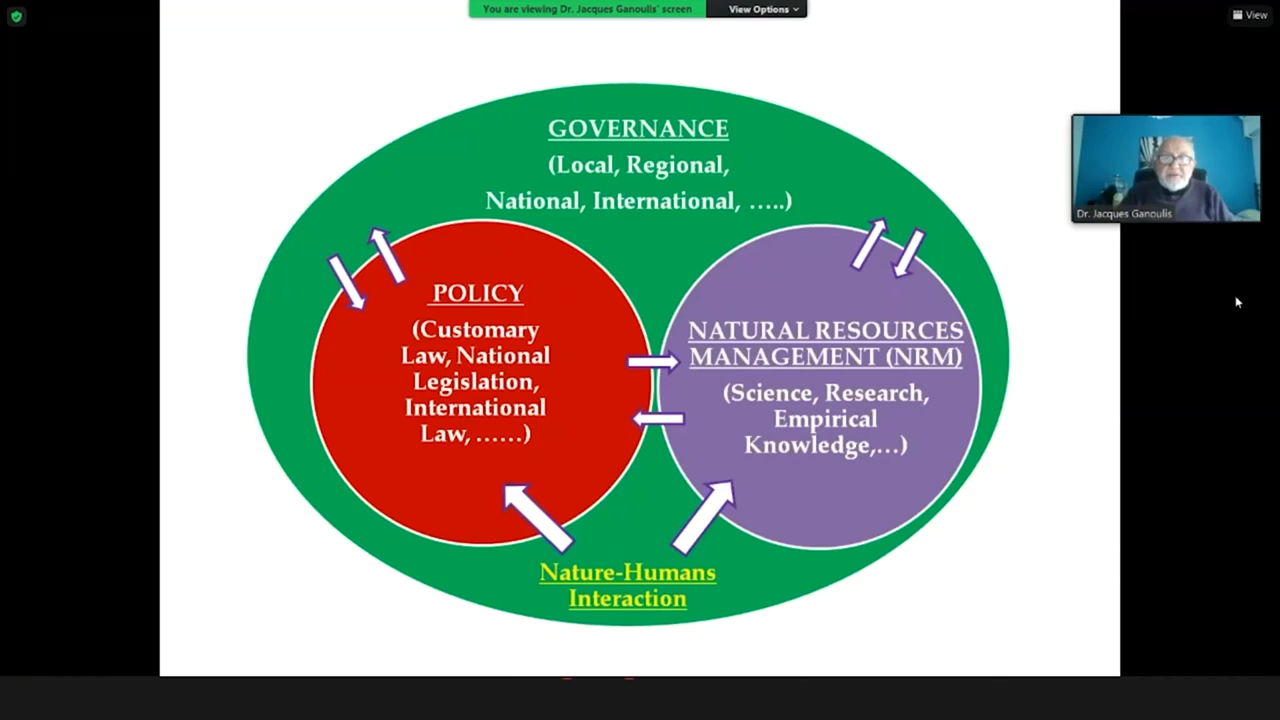 You are viewing Dr. Jacques Ganoulis' screen
View Options
View
GOVERNANCE
(Local, Regional,
National, International, …..)
POLICY
(Customary
Law, National
Legislation,
International
Law, ……)
NATURAL RESOURCES
MANAGEMENT (NRM)
(Science, Research,
Empirical
Knowledge,…)
Nature-Humans
Interaction
Dr. Jacques Ganoulis